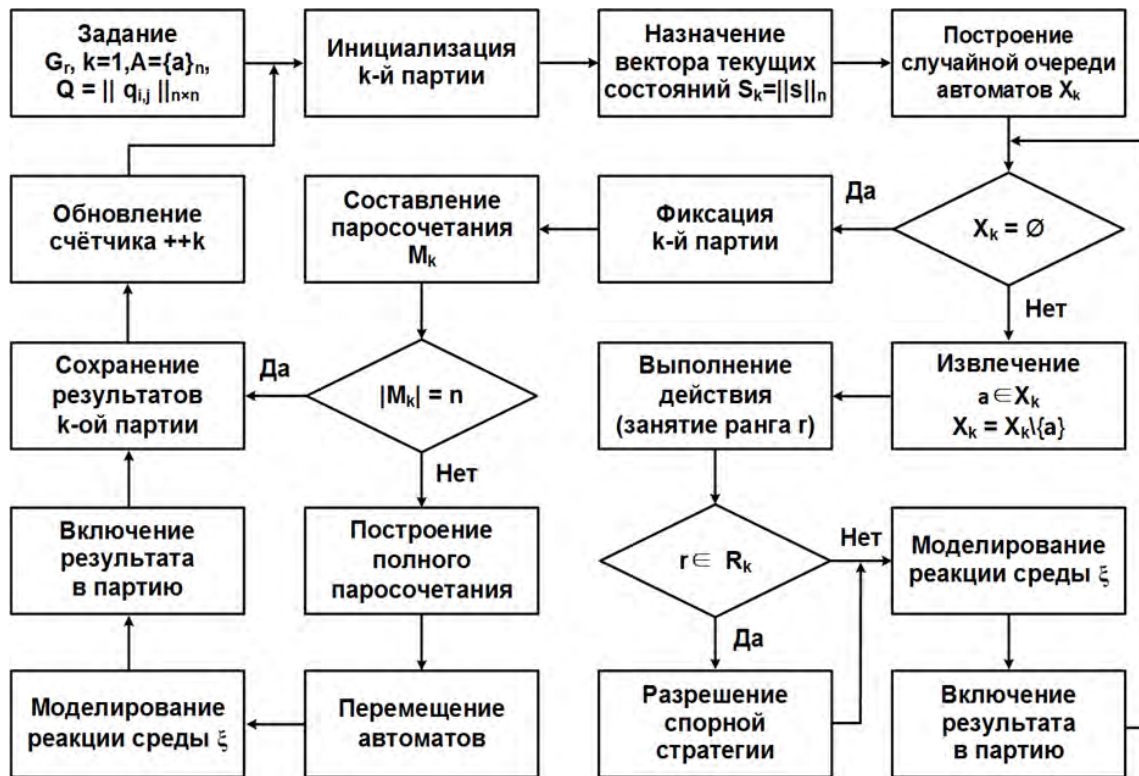 Задание
Gr, k=1,A={a}n,
Q = || qi,j ||n×n
Инициализация
k-й партии
Назначение
вектора текущих
состояний Sk=||s||n
Построение
случайной очереди
автоматов Xk
Обновление
счётчика ++k
Составление
паросочетания
Mk
Фиксация
k-й партии
Да
Xk = Ø
Нет
Сохранение
результатов
k-ой партии
Да
|Mk| = n
Нет
Выполнение
действия
(занятие ранга r)
Извлечение
a∈Xk
Xk = Xk\{a}
Включение
результата
в партию
Построение
полного
паросочетания
r∈ Rk
Нет
Да
Моделирование
реакции среды ξ
Моделирование
реакции среды ξ
Перемещение
автоматов
Разрешение
спорной
стратегии
Включение
результата
в партию